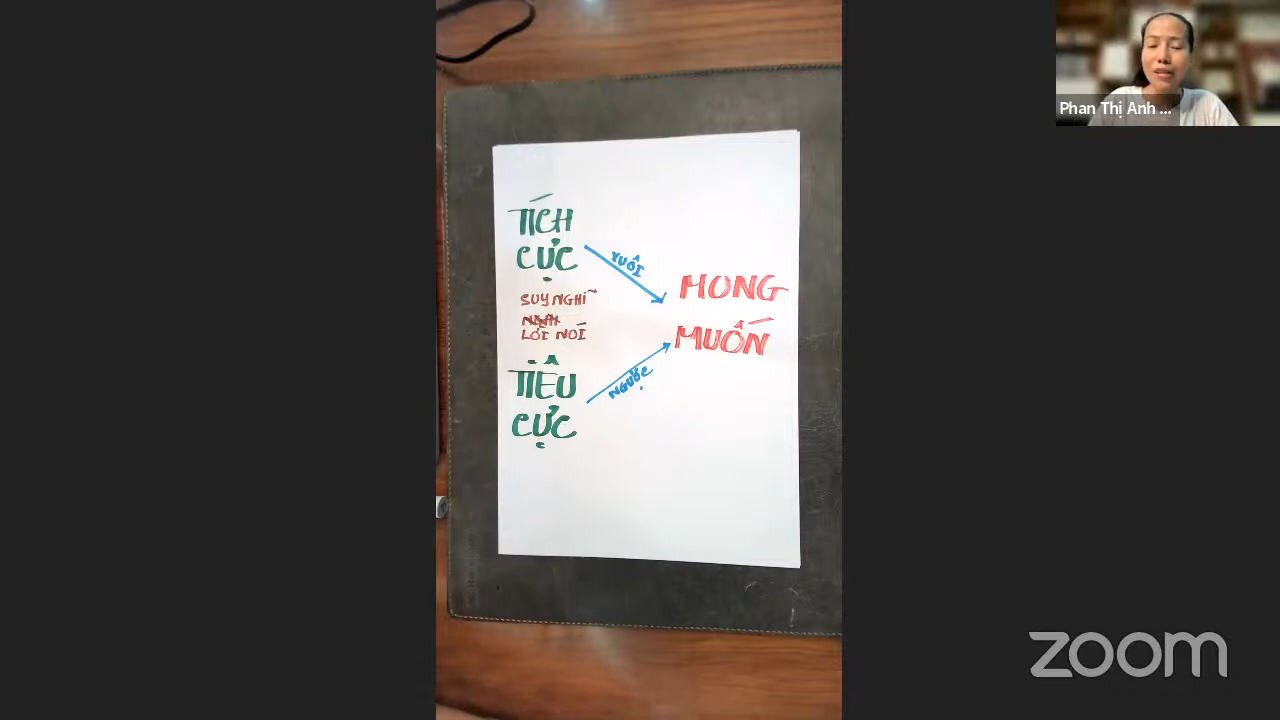 Phan Thị Anh ...
TÍCH
CỰC
XUÔI
MONG
SUY NGHĨ
LỜI NÓI
MUỐN
TIÊU
CỰC
NGƯỢC
zoom